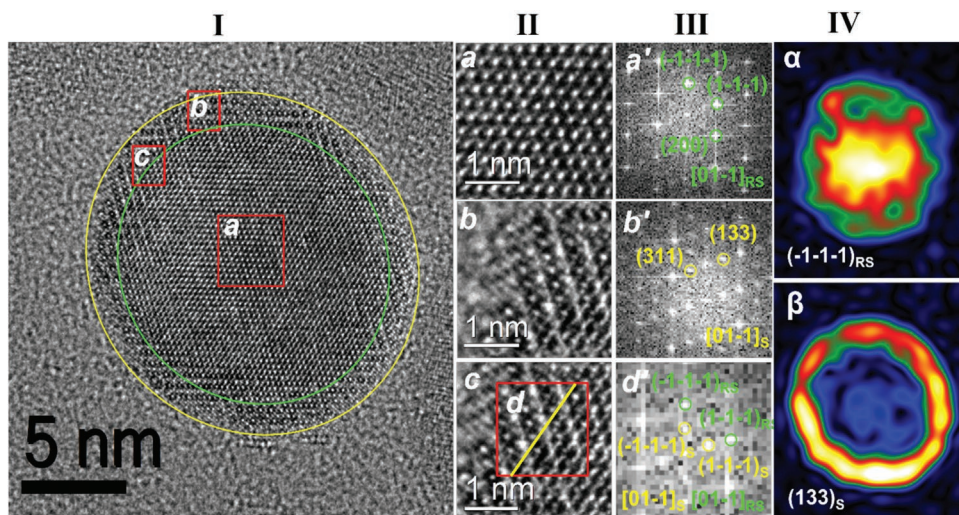 I II III IV
a
b
c
5 nm
a
1 nm
b
1 nm
c
d
1 nm
a'
(-1-1-1)
(1-1-1)
(200)
[01-1]RS
b'
(133)
(311)
[01-1]S
d'
(-1-1-1)RS
(1-1-1)RS
(-1-1-1)S
(1-1-1)S
[01-1]S [01-1]RS
α
(-1-1-1)RS
β
(133)S